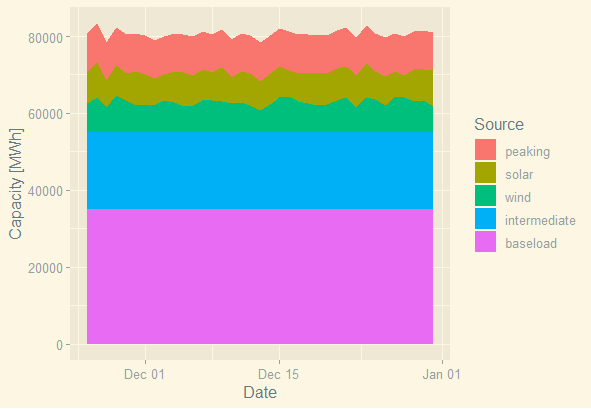 80000
60000
40000
20000
0
Capacity [MWh]
Dec 01
Dec 15
Jan 01
Date
Source
peaking
solar
wind
intermediate
baseload